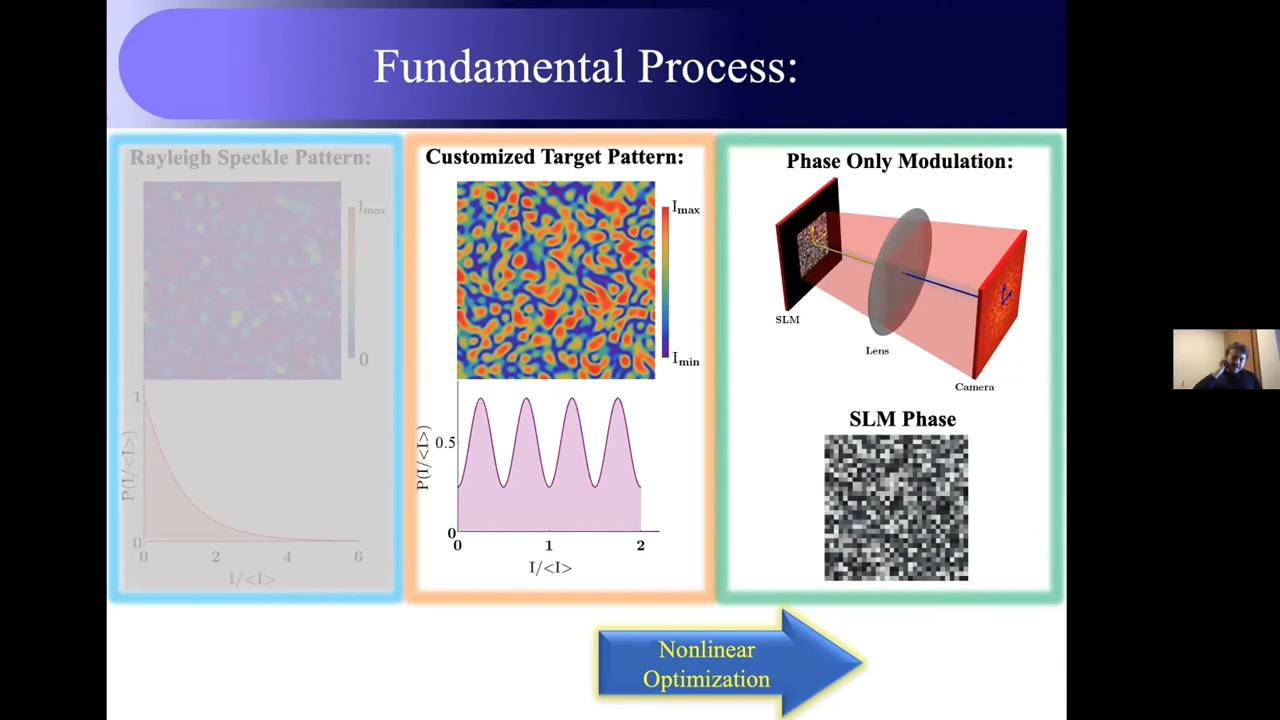 Fundamental Process:
Rayleigh Speckle Pattern:
Imax
0
1
P(I/<I>)
0
0 2 4 6
I/<I>
Customized Target Pattern:
Imax
Imin
0.5
P(I/<I>)
0
0 1 2
I/<I>
Phase Only Modulation:
SLM
Lens
Camera
SLM Phase
Nonlinear
Optimization